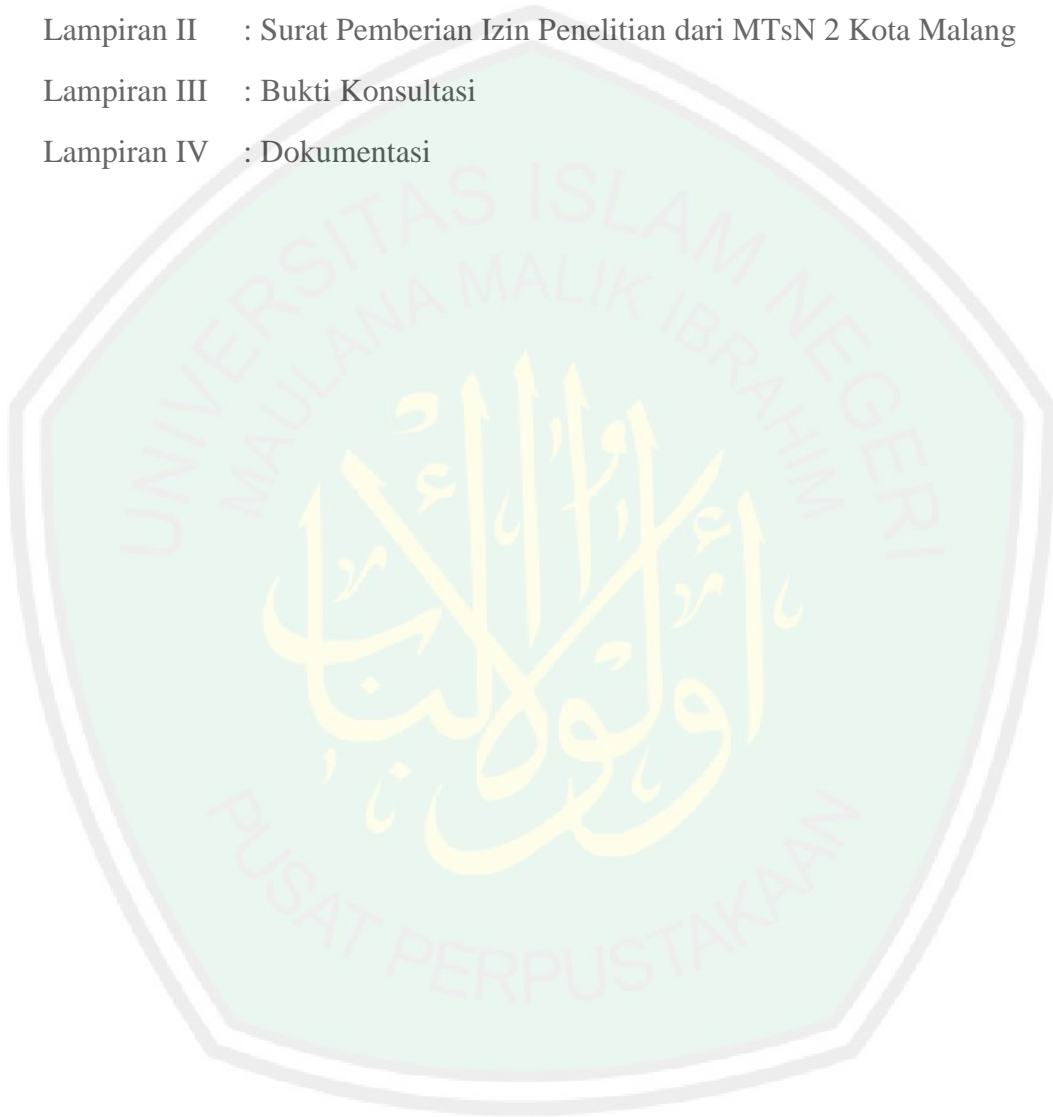 Lampiran II : Surat Pemberian Izin Penelitian dari MTsN 2 Kota Malang
Lampiran III : Bukti Konsultasi
Lampiran IV : Dokumentasi
UNIVERSITAS ISLAM NEGERI
MAULANA MALIK IBRAHIM
PUSAT PERPUSTAKAAN